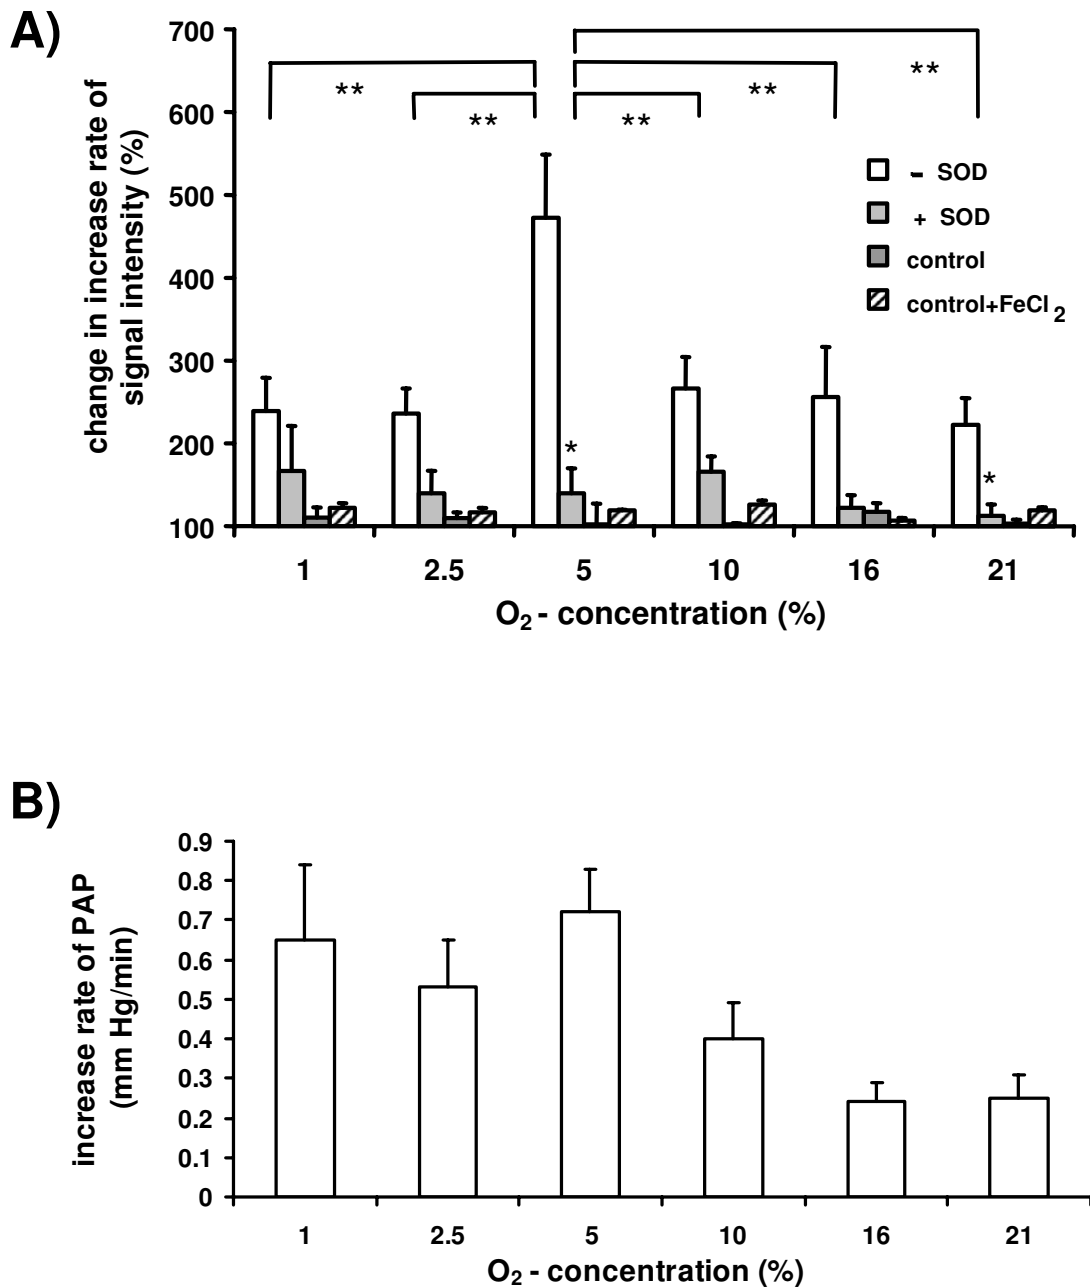 A)
change in increase rate of
signal intensity (%)
700
600
500
400
300
200
100
**
**
**
**
**
*
*
- SOD
+ SOD
control
control+FeCl2
1 2.5 5 10 16 21
O2 - concentration (%)
B)
increase rate of PAP
(mm Hg/min)
0.9
0.8
0.7
0.6
0.5
0.4
0.3
0.2
0.1
0
1 2.5 5 10 16 21
O2 - concentration (%)